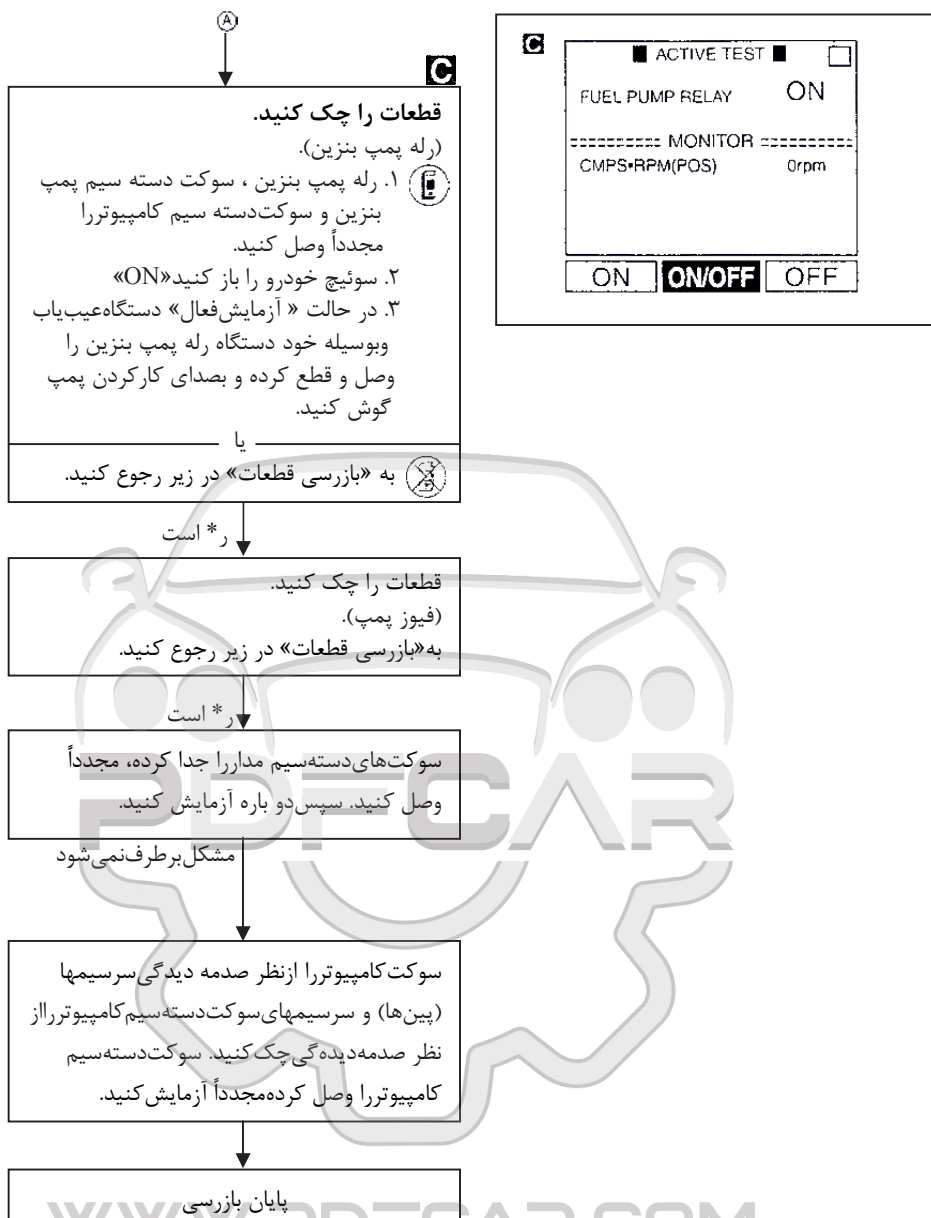 A
C
قطعات را چک کنید.
(رله پمپ بنزین).
۱. رله پمپ بنزین ، سوکت دسته سیم پمپ
بنزین و سوکت‌دسته سیم کامپیوتررا
مجدداً وصل کنید.
۲. سوئیچ خودرو را باز کنید«ON»
۳. در حالت « آزمایش‌فعال» دستگاه‌عیب‌یاب
وبوسیله خود دستگاه رله پمپ بنزین را
وصل و قطع کرده و بصدای کارکردن پمپ
گوش کنید.
یا
به «بازرسی قطعات» در زیر رجوع کنید.
ر* است
قطعات را چک کنید.
(فیوز پمپ).
به«بازرسی قطعات» در زیر رجوع کنید.
ر* است
سوکت‌های‌دسته‌سیم مداررا جدا کرده، مجدداً
وصل کنید. سپس‌دو باره آزمایش کنید.
مشکل‌برطرف‌نمی‌شود
سوکت‌کامپیوتررا ازنظر صدمه دیدگی‌سرسیمها
(پین‌ها) و سرسیمهای‌سوکت‌دسته‌سیم‌کامپیوتررااز
نظر صدمه‌دیده‌گی‌چک‌کنید. سوکت‌دسته‌سیم
کامپیوتررا وصل کرده‌مجدداً آزمایش‌کنید.
پایان بازرسی
C
ACTIVE TEST
FUEL PUMP RELAY ON
========== MONITOR ==========
CMPS•RPM(POS) 0rpm
ON ON/OFF OFF
PDFCAR
WWW.PDFCAR.COM